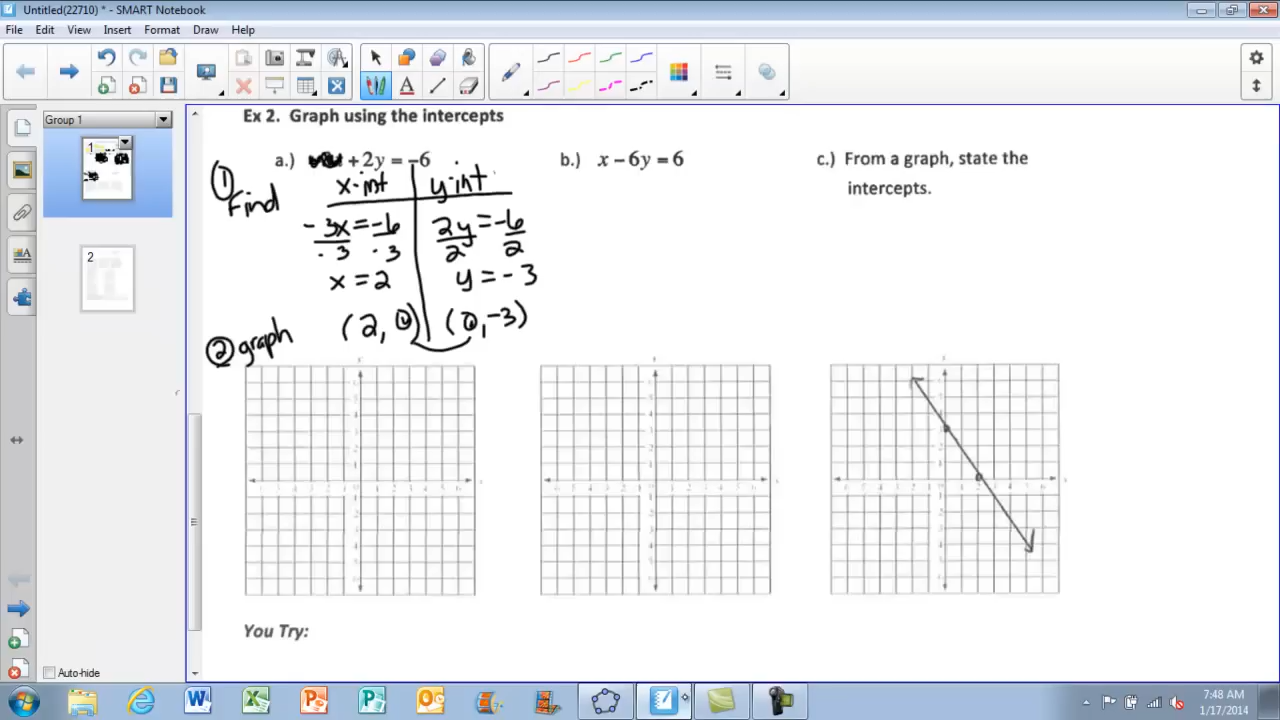 Untitled(22710) * - SMART Notebook
File Edit View Insert Format Draw Help
Group 1
1
2
Auto-hide
Ex 2. Graph using the intercepts
a.) + 2y = -6
① Find
x-int y-int
-3x = -6 2y = -6
-3 -3 2 2
x = 2 y = -3
(2, 0) (0, -3)
② graph
b.) x - 6y = 6
c.) From a graph, state the
intercepts.
You Try:
7:48 AM
1/17/2014